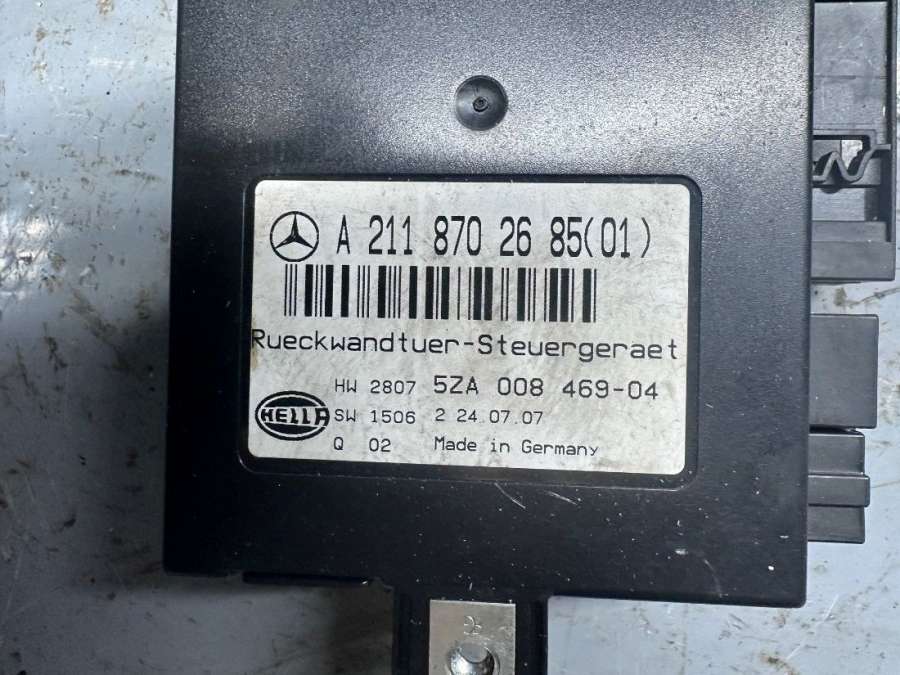 A 211 870 26 85(01)
Rueckwandtuer-Steuergeraet
HW 2807 5ZA 008 469-04
HELLA SW 1506 2 24.07.07
Q 02 Made in Germany